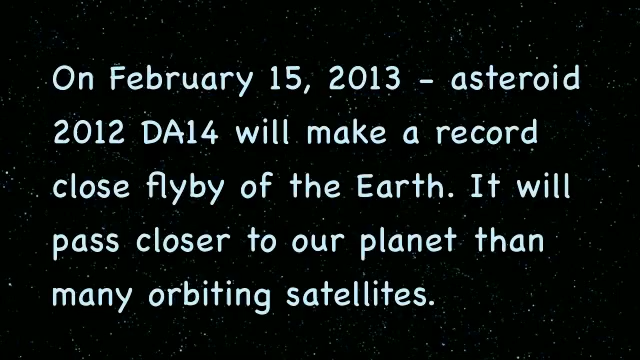 On February 15, 2013 - asteroid
2012 DA14 will make a record
close flyby of the Earth. It will
pass closer to our planet than
many orbiting satellites.